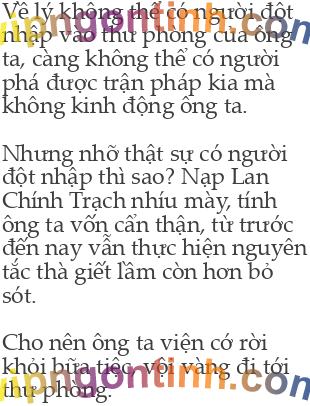 Về lý không thể có người đột
nhập vào thư phòng của ông
ta, càng không thể có người
phá được trận pháp kia mà
không kinh động ông ta.

Nhưng nhỡ thật sự có người
đột nhập thì sao? Nạp Lan
Chính Trạch nhíu mày, tính
ông ta vốn cẩn thận, từ trước
đến nay vẫn thực hiện nguyên
tắc thà giết lầm còn hơn bỏ
sót.

Cho nên ông ta viện cớ rời
khỏi bữa tiệc, vội vàng đi tới
thư phòng.
vipngontinh.com
vipngontinh.com